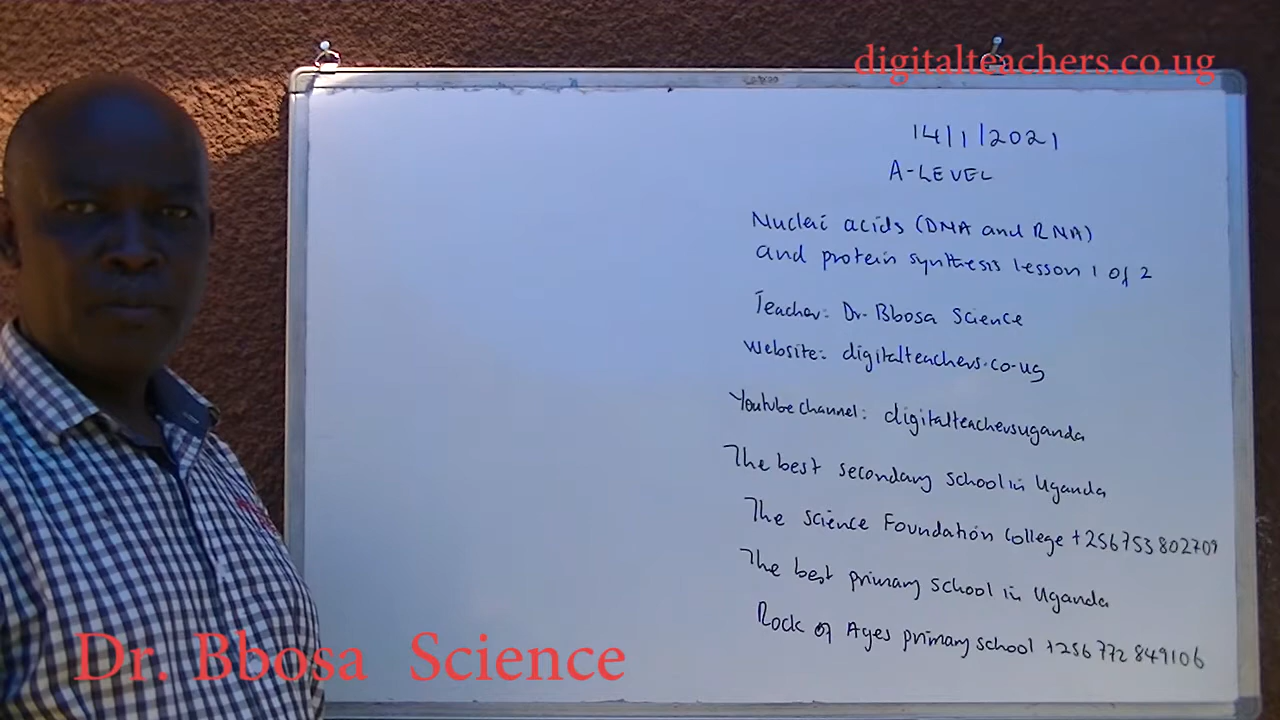 digitalteachers.co.ug
14/1/2021
A-LEVEL
Nucleic acids (DNA and RNA)
and protein synthesis lesson 1 of 2
Teacher: Dr. Bbosa Science
Website: digitalteachers.co.ug
Youtube channel: digitalteachersuganda
The best secondary school in Uganda
The science Foundation College +256753802709
The best primary school in Uganda
Rock of Ages primary school +256772849106
Dr. Bbosa Science